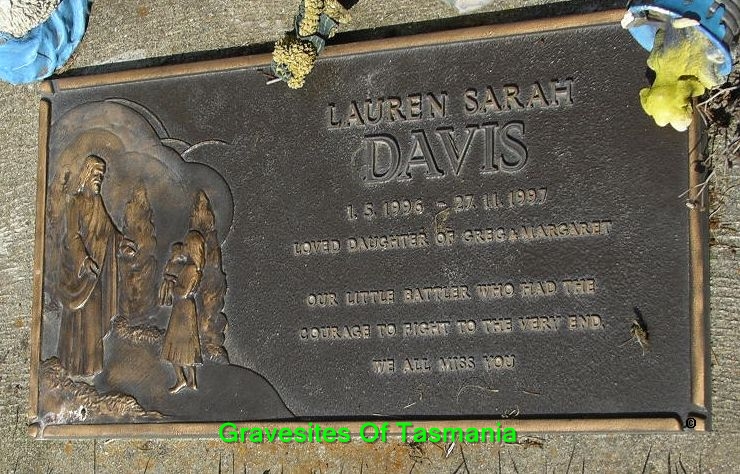 LAUREN SARAH
DAVIS
1. 5. 1996 - 27. 11. 1997
LOVED DAUGHTER OF GREG & MARGARET
OUR LITTLE BATTLER WHO HAD THE
COURAGE TO FIGHT TO THE VERY END.
WE ALL MISS YOU
Gravesites Of Tasmania
©